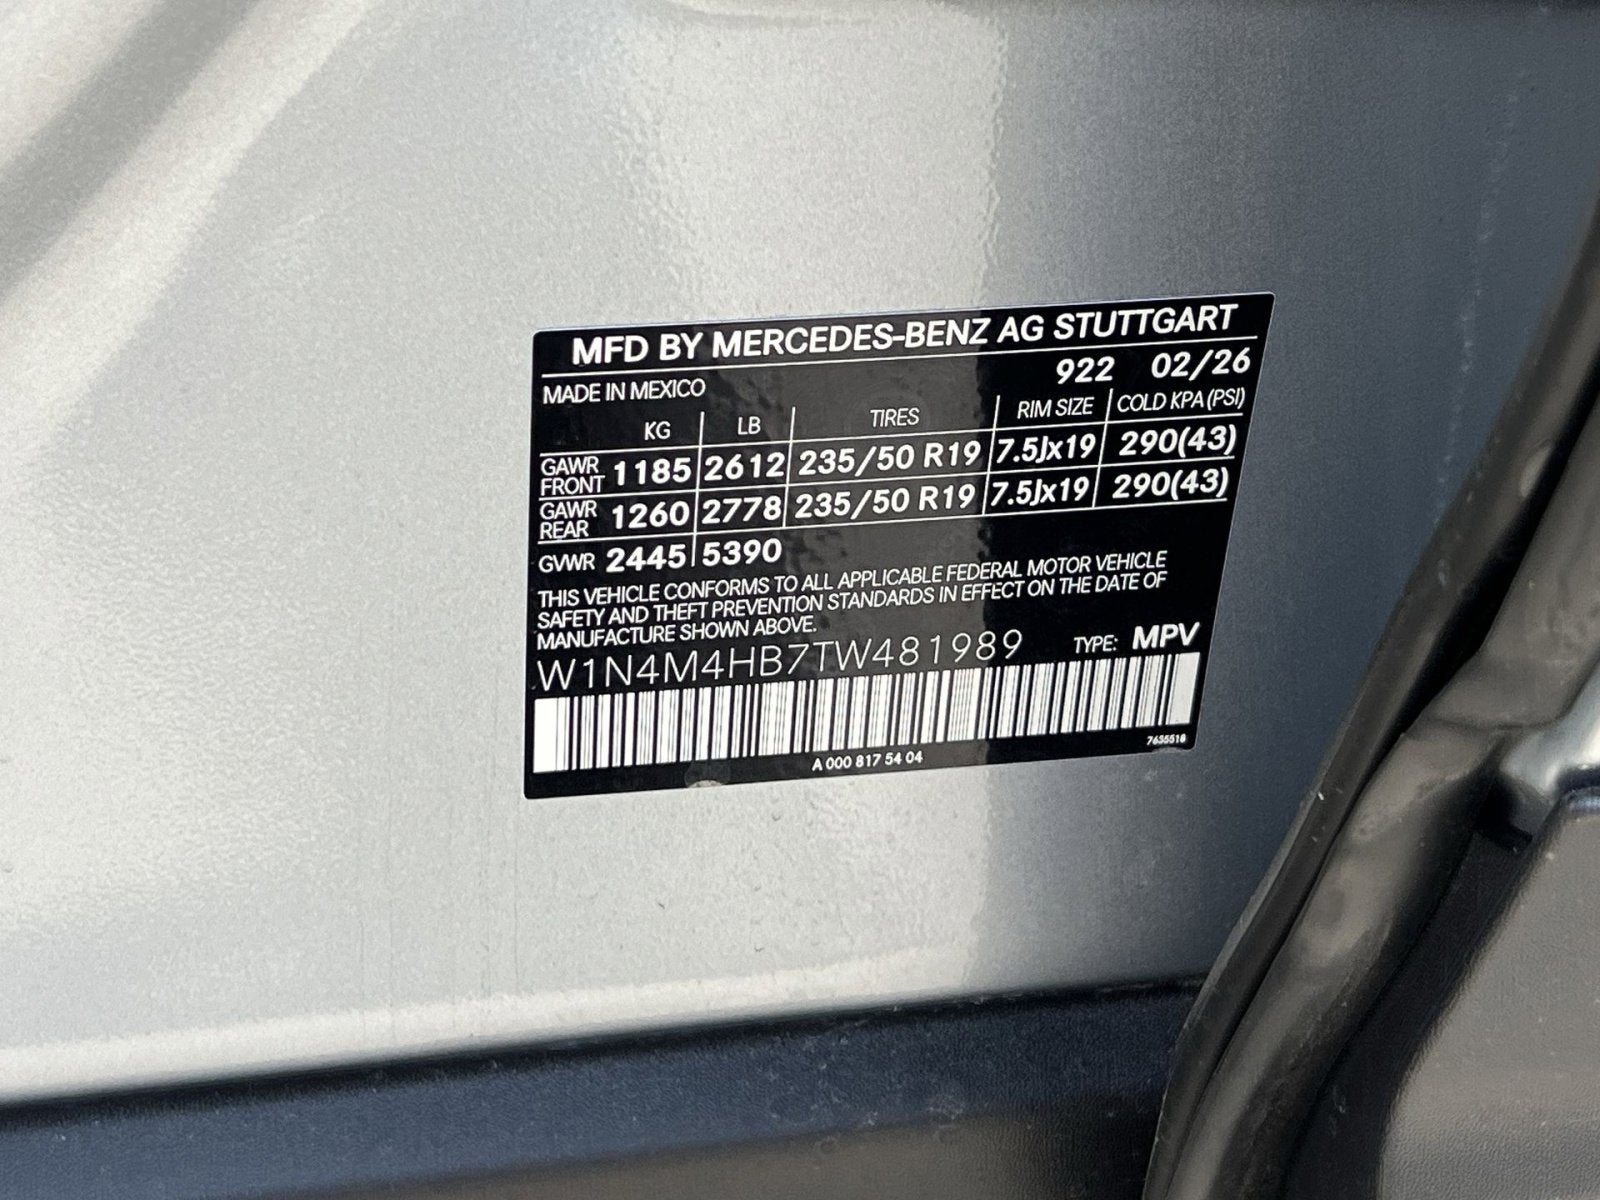 MFD BY MERCEDES-BENZ AG STUTTGART
922 02/26
MADE IN MEXICO
KG LB TIRES RIM SIZE COLD KPA (PSI)
GAWR FRONT 1185 2612 235/50 R19 7.5Jx19 290(43)
GAWR REAR 1260 2778 235/50 R19 7.5Jx19 290(43)
GVWR 2445 5390
THIS VEHICLE CONFORMS TO ALL APPLICABLE FEDERAL MOTOR VEHICLE
SAFETY AND THEFT PREVENTION STANDARDS IN EFFECT ON THE DATE OF
MANUFACTURE SHOWN ABOVE.
W1N4M4HB7TW481989 TYPE: MPV
7635518
A 000 817 54 04